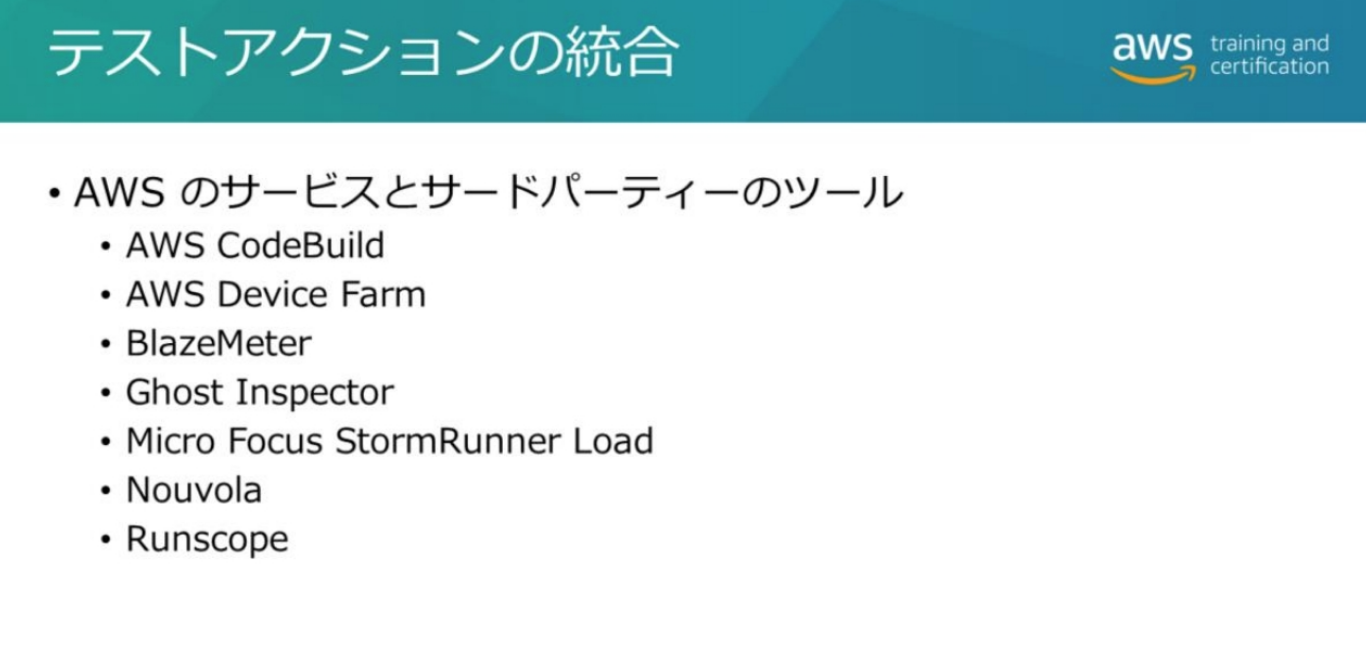 テストアクションの統合
aws training and
certification
• AWS のサービスとサードパーティーのツール
• AWS CodeBuild
• AWS Device Farm
• BlazeMeter
• Ghost Inspector
• Micro Focus StormRunner Load
• Nouvola
• Runscope